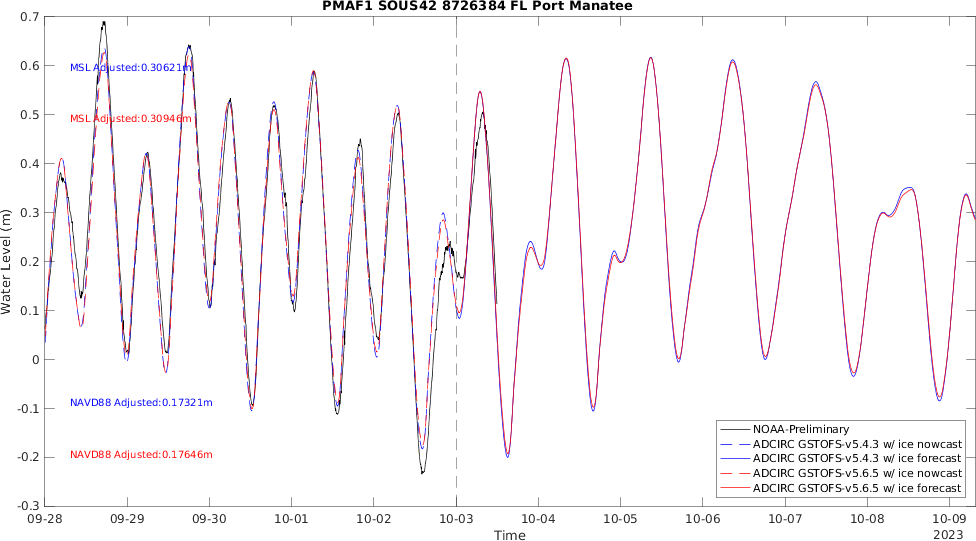 PMAF1 SOUS42 8726384 FL Port Manatee
0.7
0.6
0.5
0.4
0.3
0.2
0.1
0
-0.1
-0.2
-0.3
Water Level (m)
MSL Adjusted:0.30621m
MSL Adjusted:0.30946m
NAVD88 Adjusted:0.17321m
NAVD88 Adjusted:0.17646m
NOAA-Preliminary
ADCIRC GSTOFS-v5.4.3 w/ ice nowcast
ADCIRC GSTOFS-v5.4.3 w/ ice forecast
ADCIRC GSTOFS-v5.6.5 w/ ice nowcast
ADCIRC GSTOFS-v5.6.5 w/ ice forecast
09-28 09-29 09-30 10-01 10-02 10-03 10-04 10-05 10-06 10-07 10-08 10-09
2023
Time